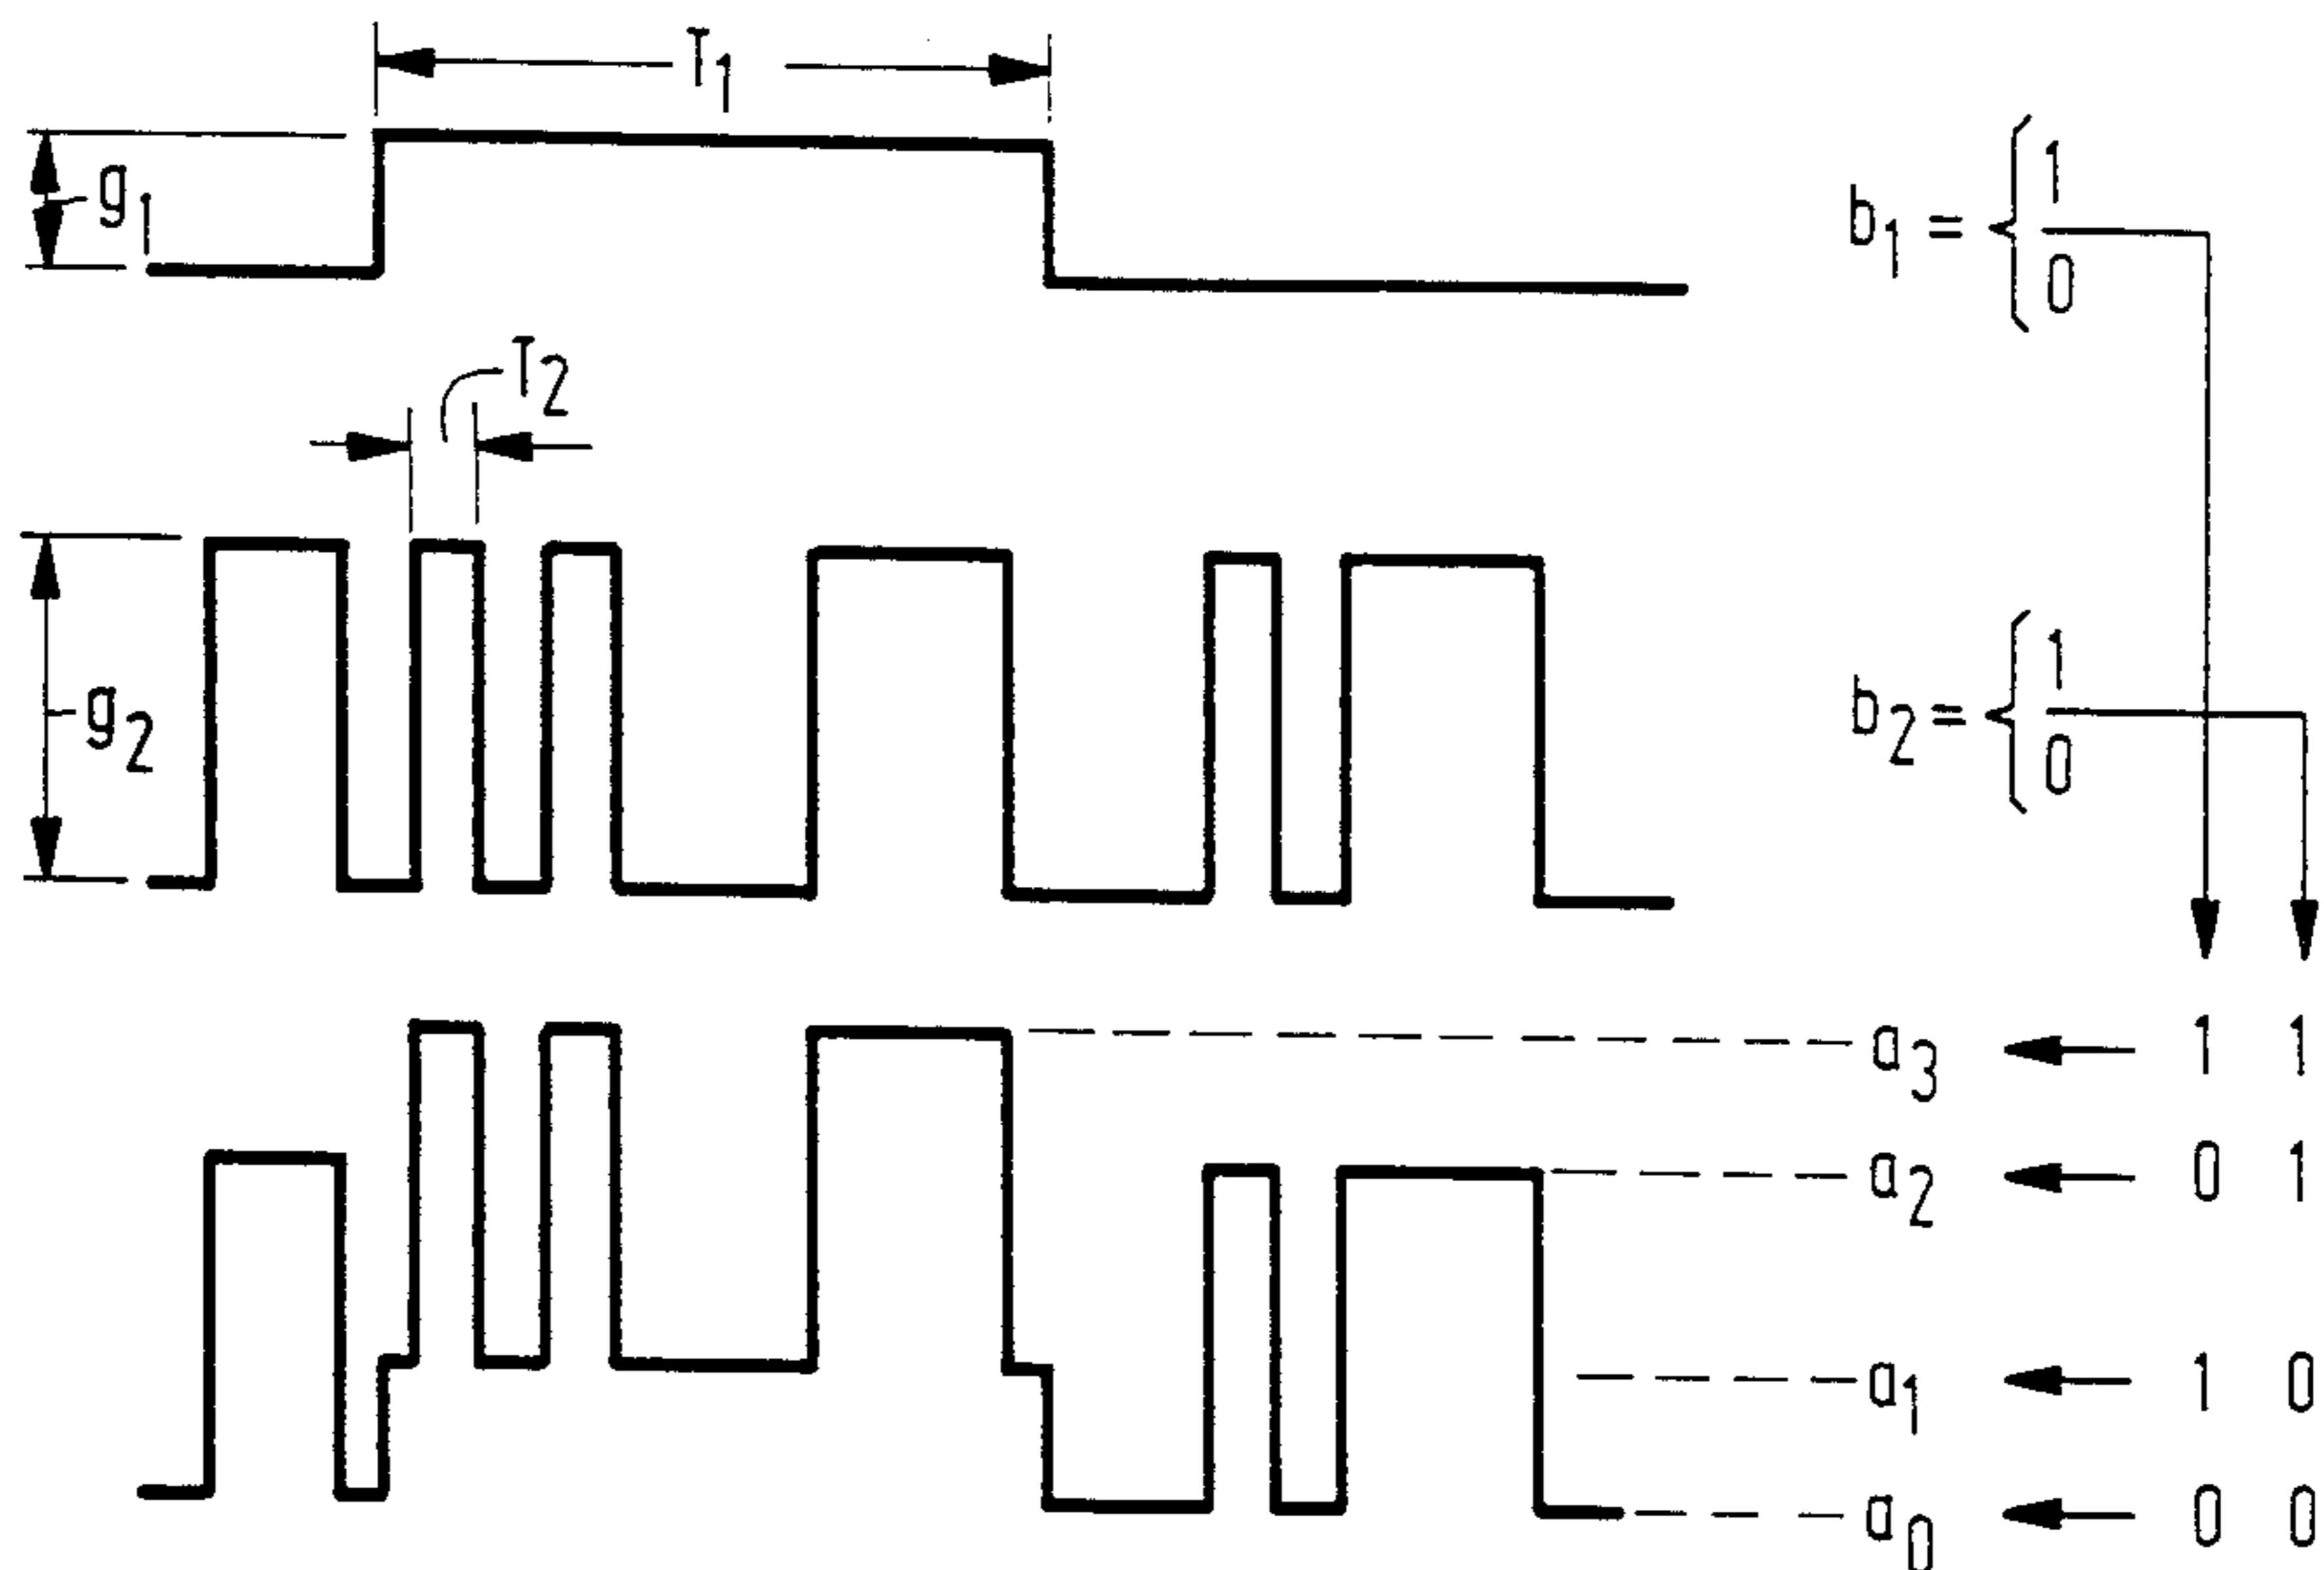 T1
g1
b1 = { 1 0
T2
g2
b2 = { 1 0
a3 1 1
a2 0 1
a1 1 0
a0 0 0